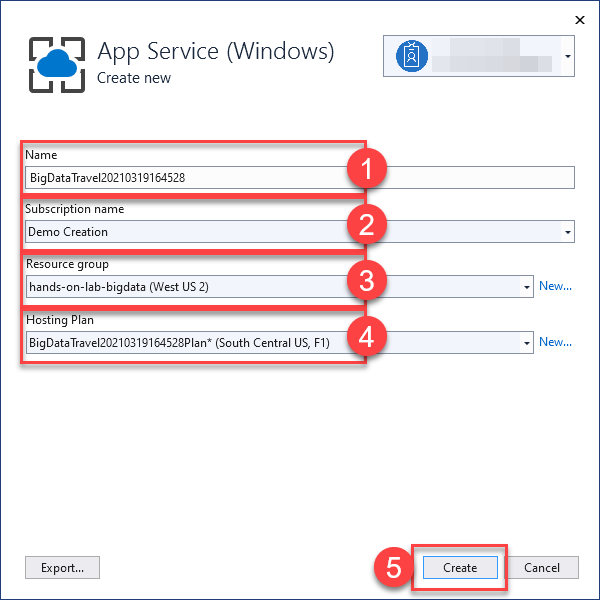 App Service (Windows)
Create new
Name
1
BigDataTravel20210319164528
Subscription name
2
Demo Creation
Resource group
3
hands-on-lab-bigdata (West US 2)
New...
Hosting Plan
4
BigDataTravel20210319164528Plan* (South Central US, F1)
New...
Export...
5
Create
Cancel